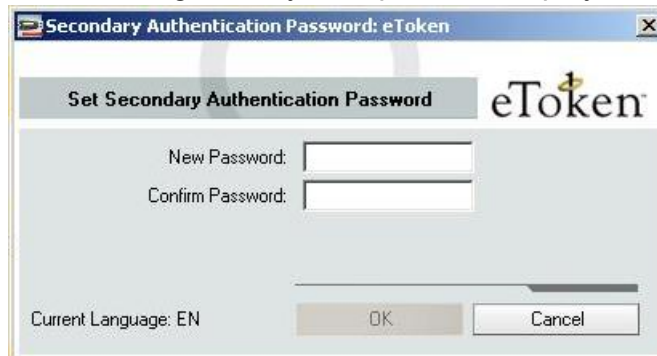 Secondary Authentication Password: eToken
Set Secondary Authentication Password
eToken
New Password:
Confirm Password:
Current Language: EN
OK
Cancel